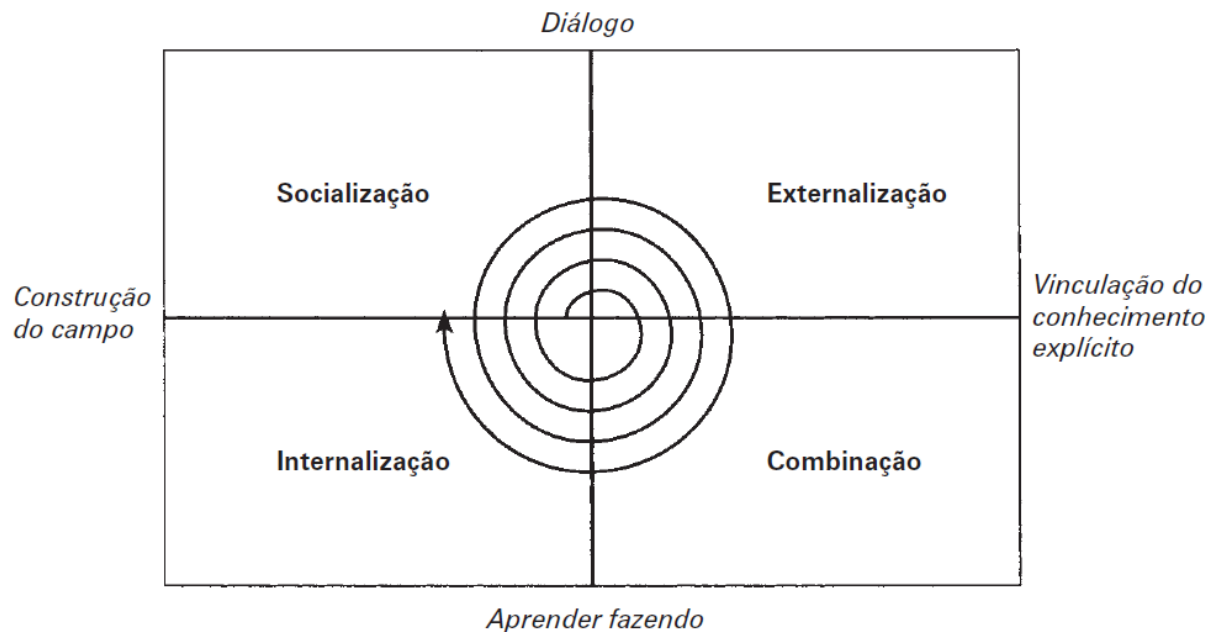 Diálogo
Socialização
Externalização
Construção
do campo
Vinculação do
conhecimento
explícito
Internalização
Combinação
Aprender fazendo